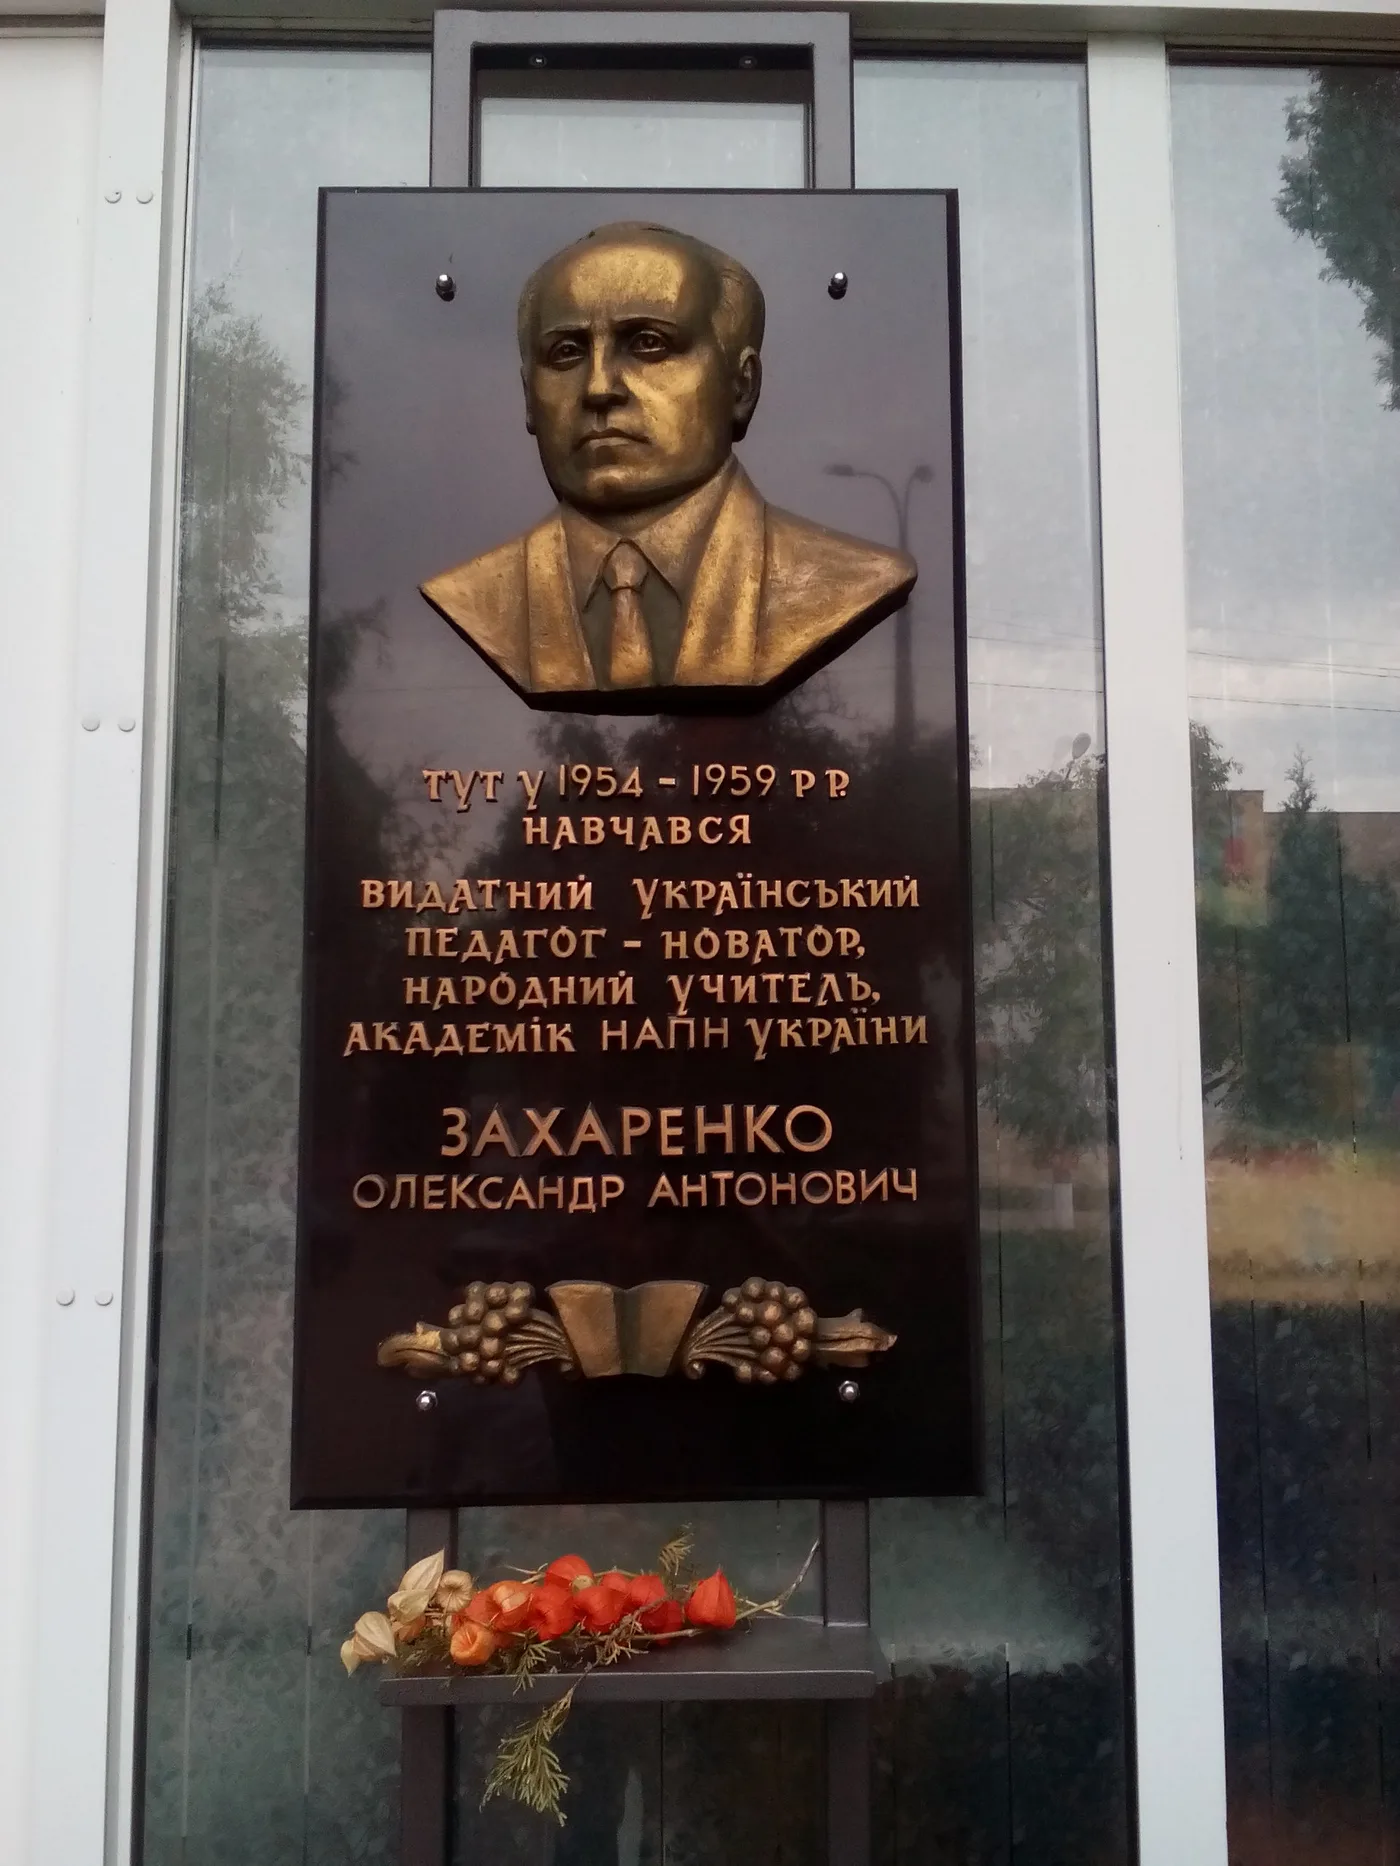 ТУТ У 1954 - 1959 Р Р.
НАВЧАВСЯ
ВИДАТНИЙ УКРАЇНСЬКИЙ
ПЕДАГОГ - НОВАТОР,
НАРОДНИЙ УЧИТЕЛЬ,
АКАДЕМІК НАПН УКРАЇНИ
ЗАХАРЕНКО
ОЛЕКСАНДР АНТОНОВИЧ